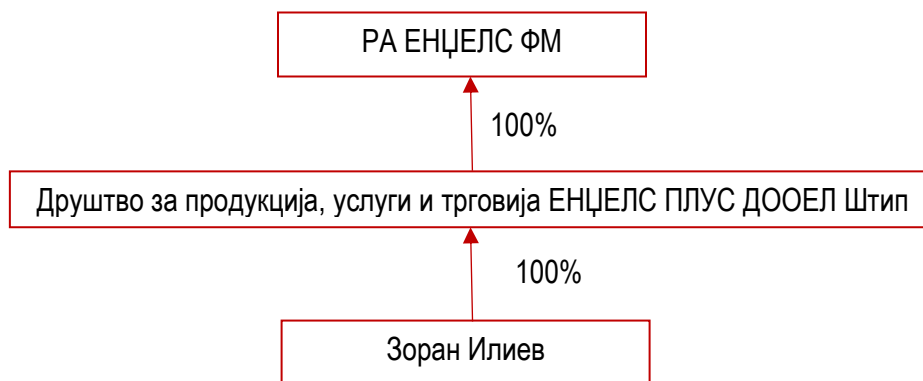 РА ЕНЏЕЛС ФМ
100%
Друштво за продукција, услуги и трговија ЕНЏЕЛС ПЛУС ДООЕЛ Штип
100%
Зоран Илиев